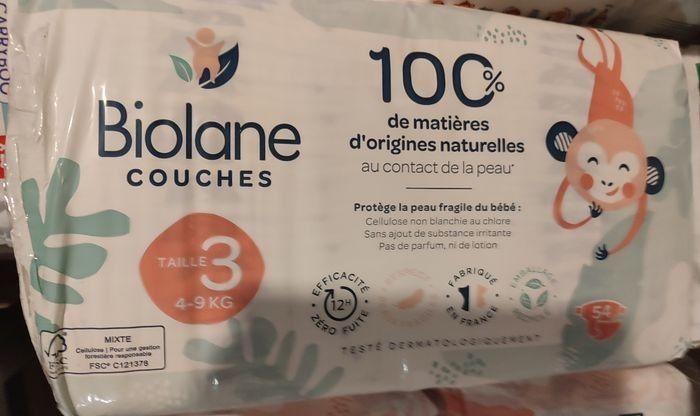 Biolane
COUCHES
TAILLE 3
4-9 KG
100%
de matières
d'origines naturelles
au contact de la peau*
Protège la peau fragile du bébé :
Cellulose non blanchie au chlore
Sans ajout de substance irritante
Pas de parfum, ni de lotion
EFFICACITÉ
12H
ZÉRO FUITE
FABRIQUÉ
EN FRANCE
EMBALLAGE
54
TESTÉ DERMATOLOGIQUEMENT
MIXTE
Cellulose | Pour une gestion
forestière responsable
FSC® C121378